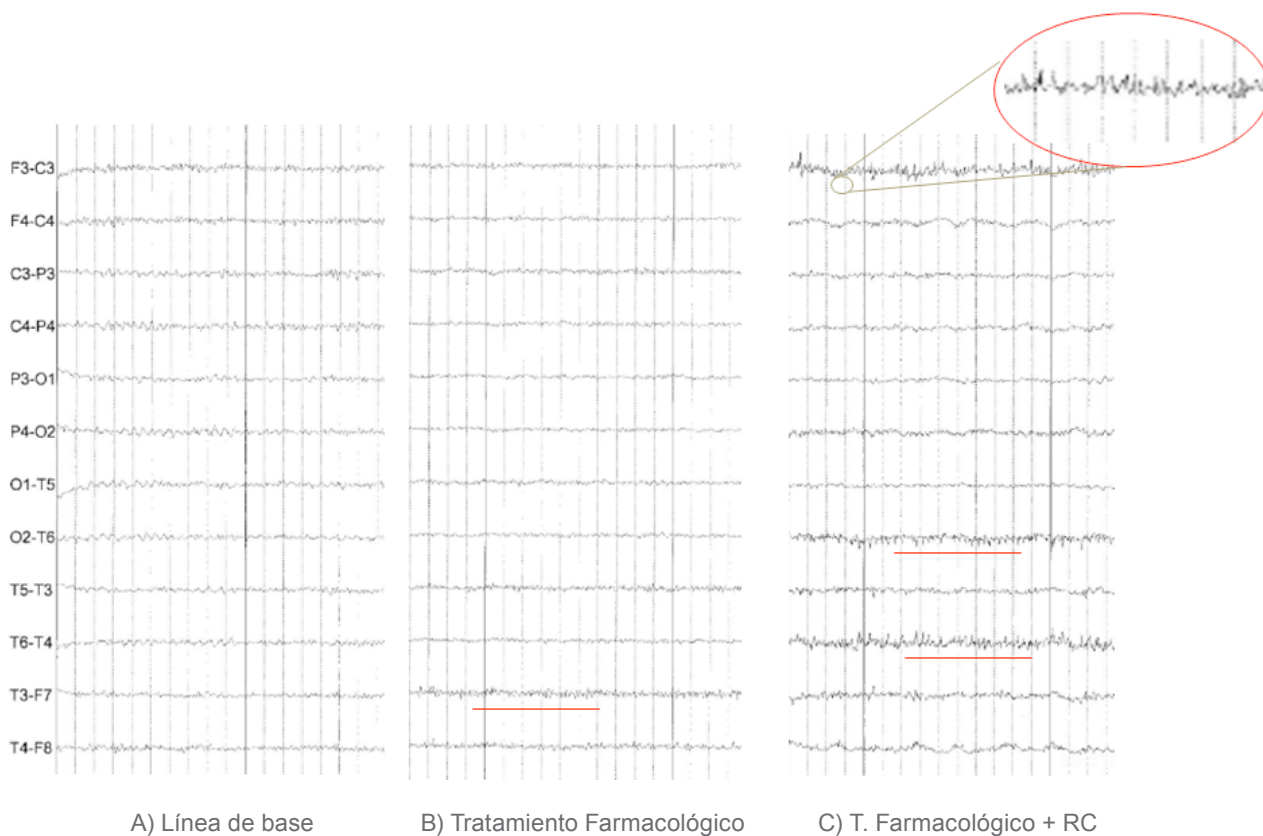 F3-C3
F4-C4
C3-P3
C4-P4
P3-O1
P4-O2
O1-T5
O2-T6
T5-T3
T6-T4
T3-F7
T4-F8
A) Línea de base
B) Tratamiento Farmacológico
C) T. Farmacológico + RC